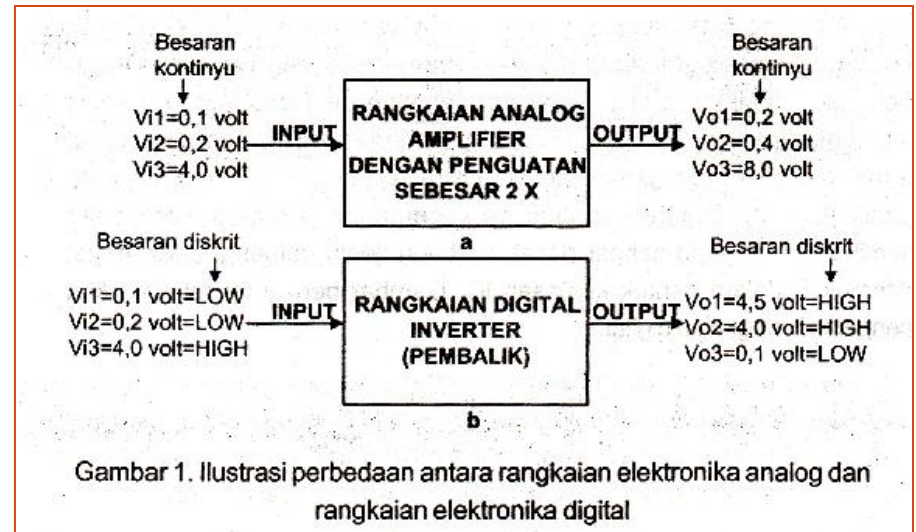 Besaran
kontinyu
Vi1=0,1 volt
Vi2=0,2 volt
Vi3=4,0 volt
INPUT
RANGKAIAN ANALOG
AMPLIFIER
DENGAN PENGUATAN
SEBESAR 2 X
OUTPUT
Besaran
kontinyu
Vo1=0,2 volt
Vo2=0,4 volt
Vo3=8,0 volt
a
Besaran diskrit
Vi1=0,1 volt=LOW
Vi2=0,2 volt=LOW
Vi3=4,0 volt=HIGH
INPUT
RANGKAIAN DIGITAL
INVERTER
(PEMBALIK)
OUTPUT
Besaran diskrit
Vo1=4,5 volt=HIGH
Vo2=4,0 volt=HIGH
Vo3=0,1 volt=LOW
b
Gambar 1. Ilustrasi perbedaan antara rangkaian elektronika analog dan
rangkaian elektronika digital